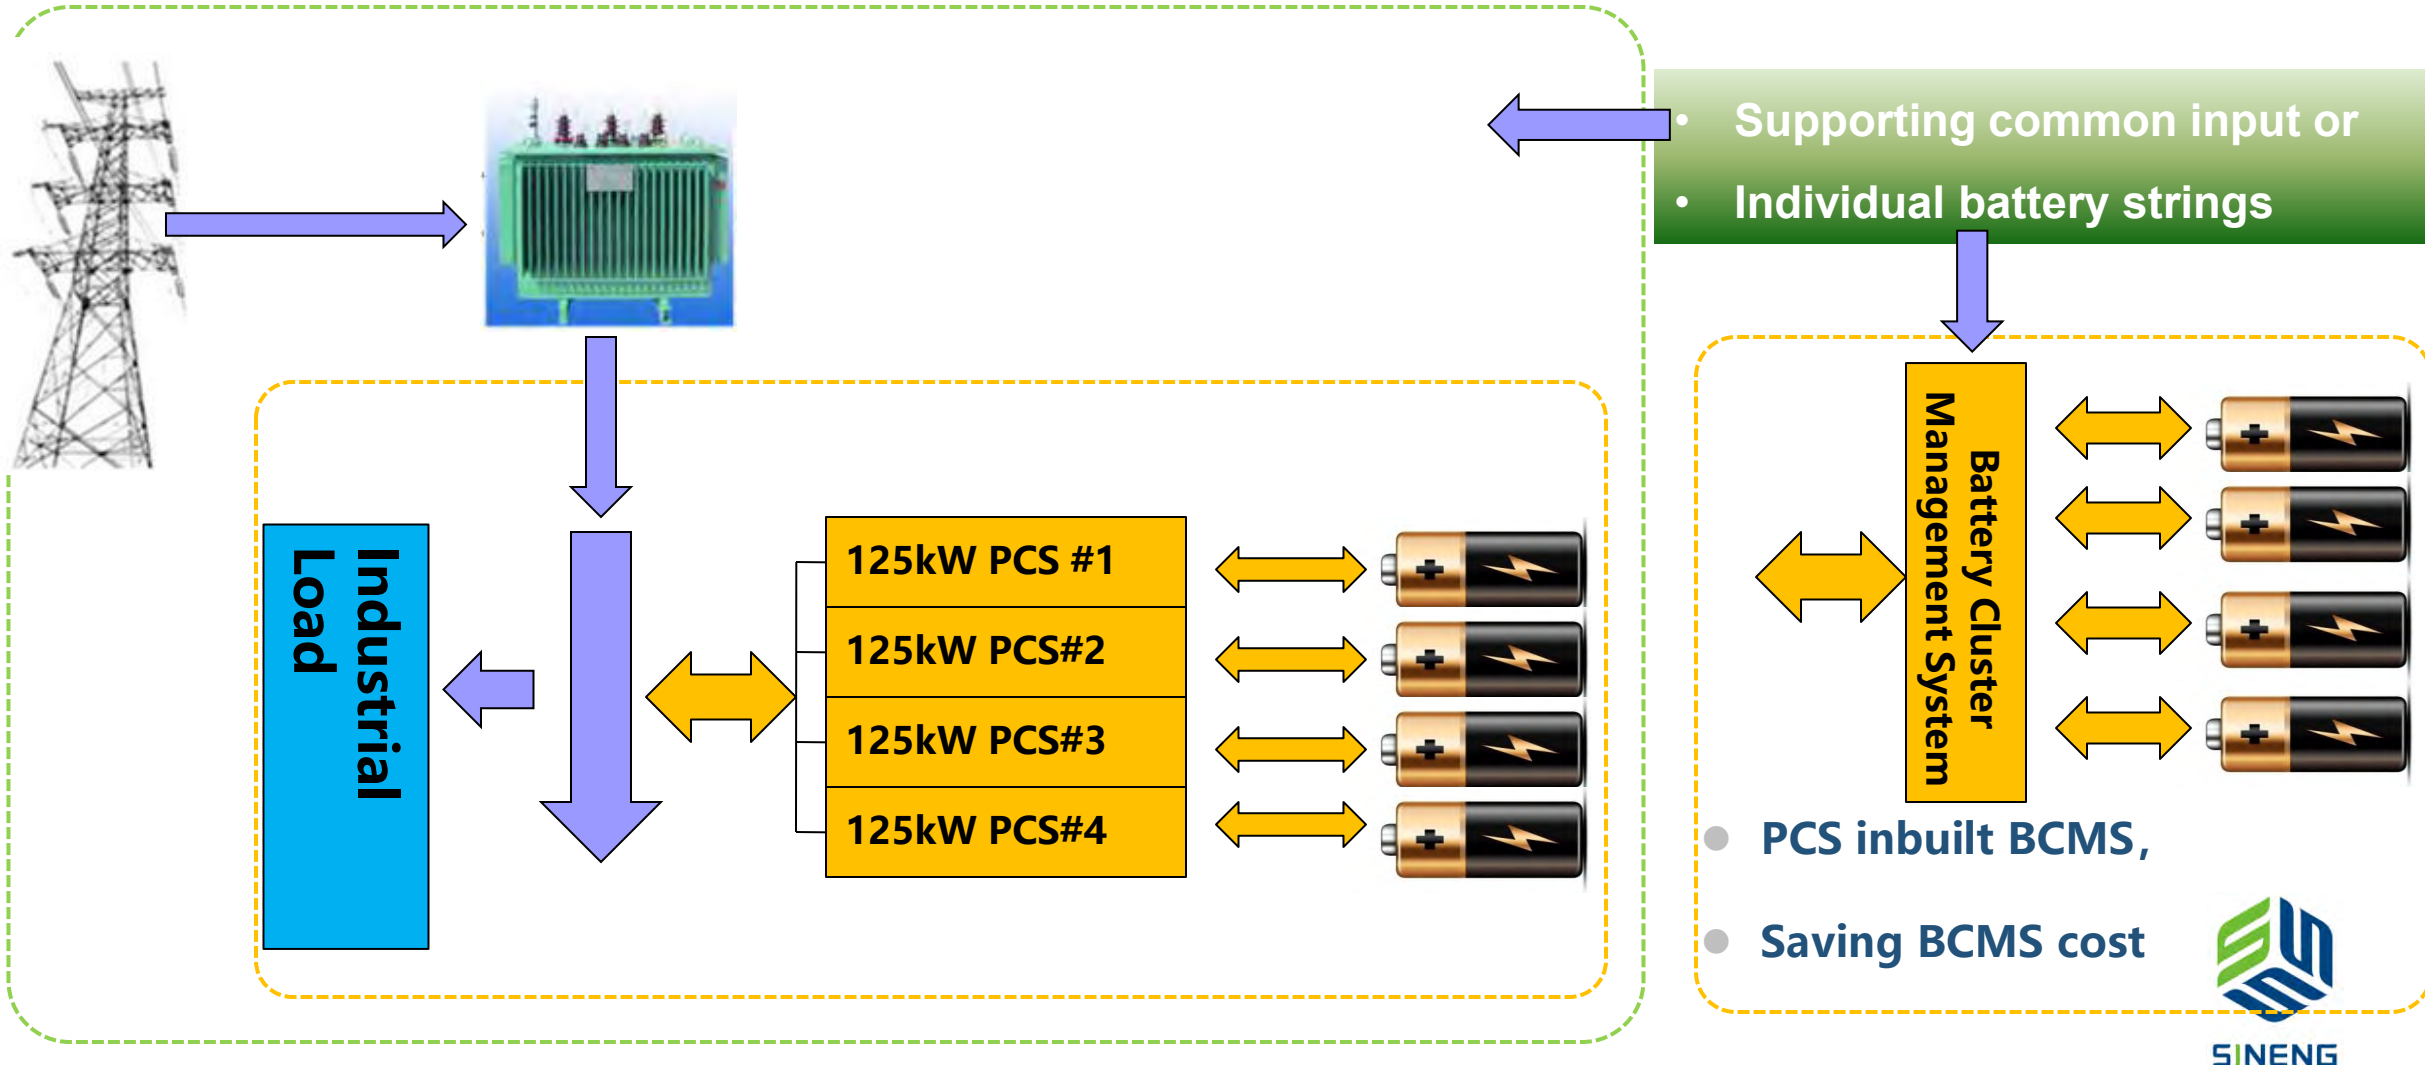 Supporting common input or
Individual battery strings
Industrial
Load
125kW PCS #1
125kW PCS#2
125kW PCS#3
125kW PCS#4
Battery Cluster
Management System
PCS inbuilt BCMS,
Saving BCMS cost
SINENG